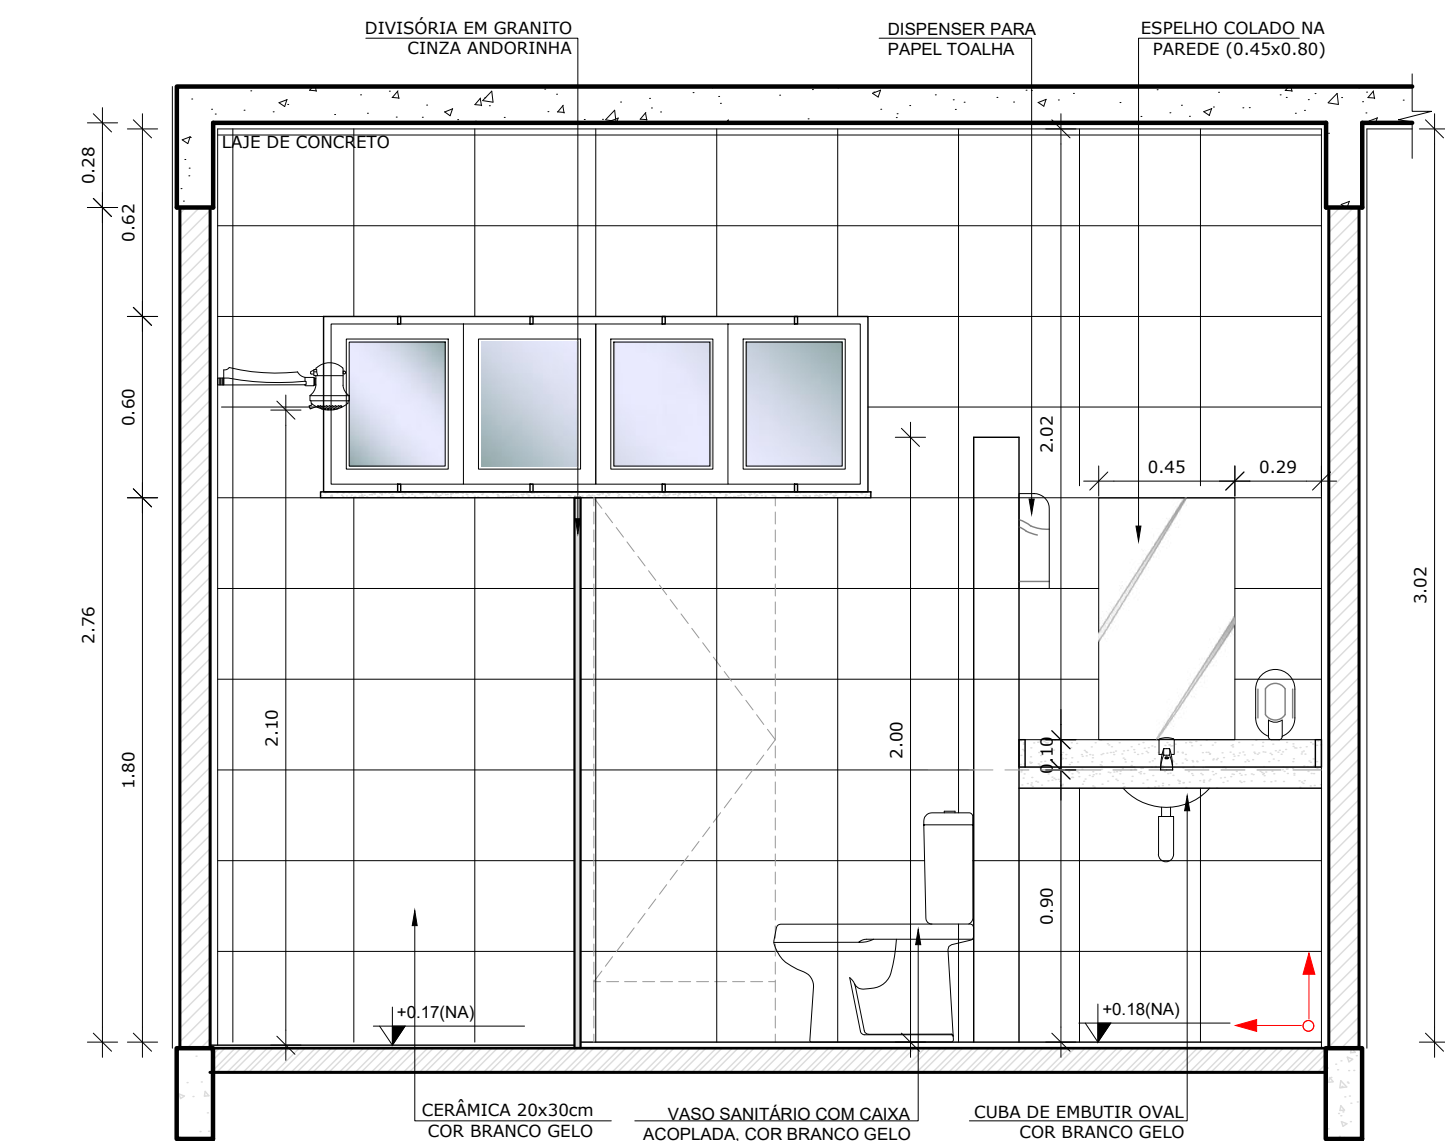 DIVISÓRIA EM GRANITO
CINZA ANDORINHA
DISPENSER PARA
PAPEL TOALHA
ESPELHO COLADO NA
PAREDE (0.45x0.80)
LAJE DE CONCRETO
0.28
0.62
0.60
2.02
0.45
0.29
3.02
2.76
2.10
2.00
0.10
1.80
0.90
+0.17(NA)
+0.18(NA)
CERÂMICA 20x30cm
COR BRANCO GELO
VASO SANITÁRIO COM CAIXA
ACOPLADA, COR BRANCO GELO
CUBA DE EMBUTIR OVAL
COR BRANCO GELO